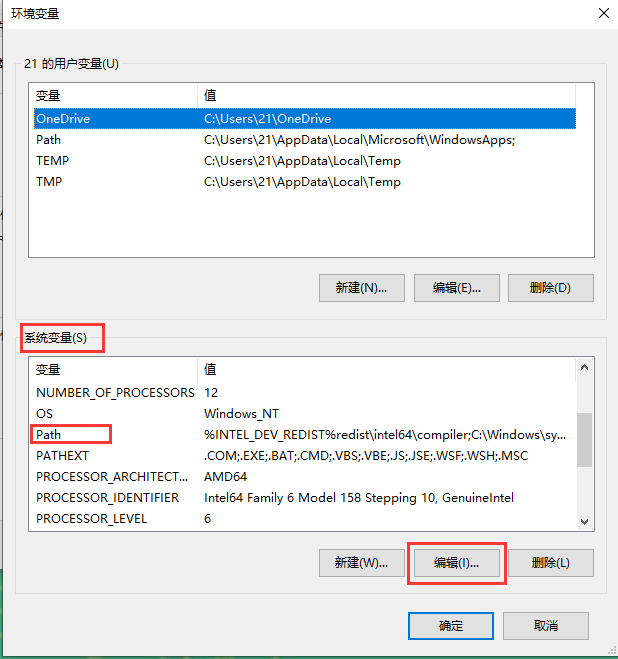 环境变量
21 的用户变量(U)
变量 值
OneDrive C:\Users\21\OneDrive
Path C:\Users\21\AppData\Local\Microsoft\WindowsApps;
TEMP C:\Users\21\AppData\Local\Temp
TMP C:\Users\21\AppData\Local\Temp
新建(N)... 编辑(E)... 删除(D)
系统变量(S)
变量 值
NUMBER_OF_PROCESSORS 12
OS Windows_NT
Path %INTEL_DEV_REDIST%redist\intel64\compiler;C:\Windows\sy...
PATHEXT .COM;.EXE;.BAT;.CMD;.VBS;.VBE;.JS;.JSE;.WSF;.WSH;.MSC
PROCESSOR_ARCHITECT... AMD64
PROCESSOR_IDENTIFIER Intel64 Family 6 Model 158 Stepping 10, GenuineIntel
PROCESSOR_LEVEL 6
新建(W)... 编辑(I)... 删除(L)
确定 取消